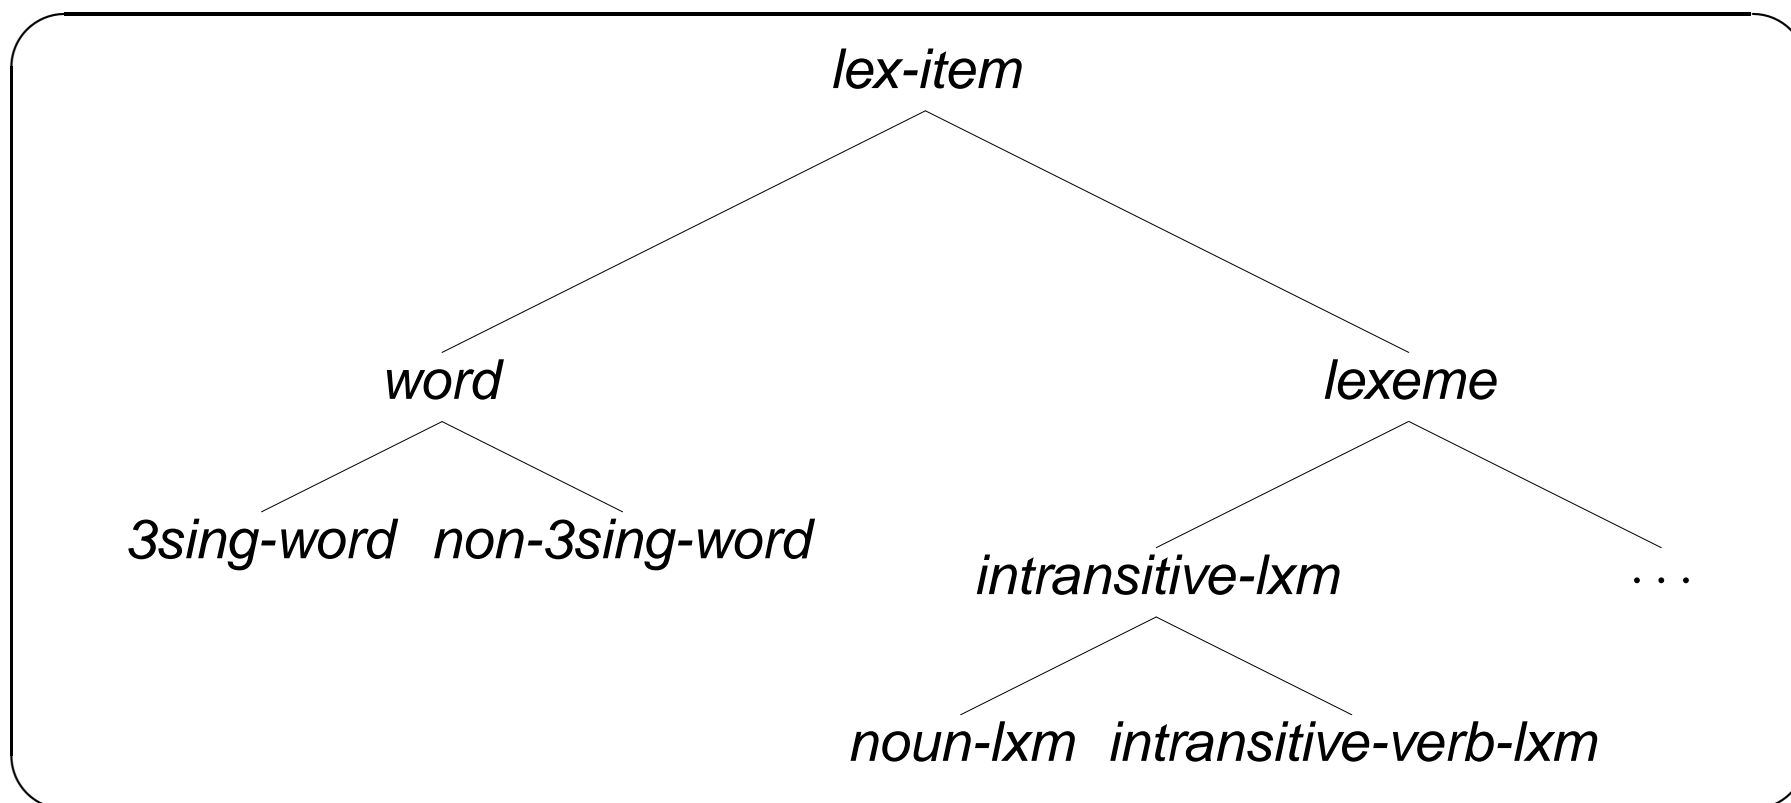 lex-item
word lexeme
3sing-word non-3sing-word
intransitive-lxm . . .
noun-lxm intransitive-verb-lxm